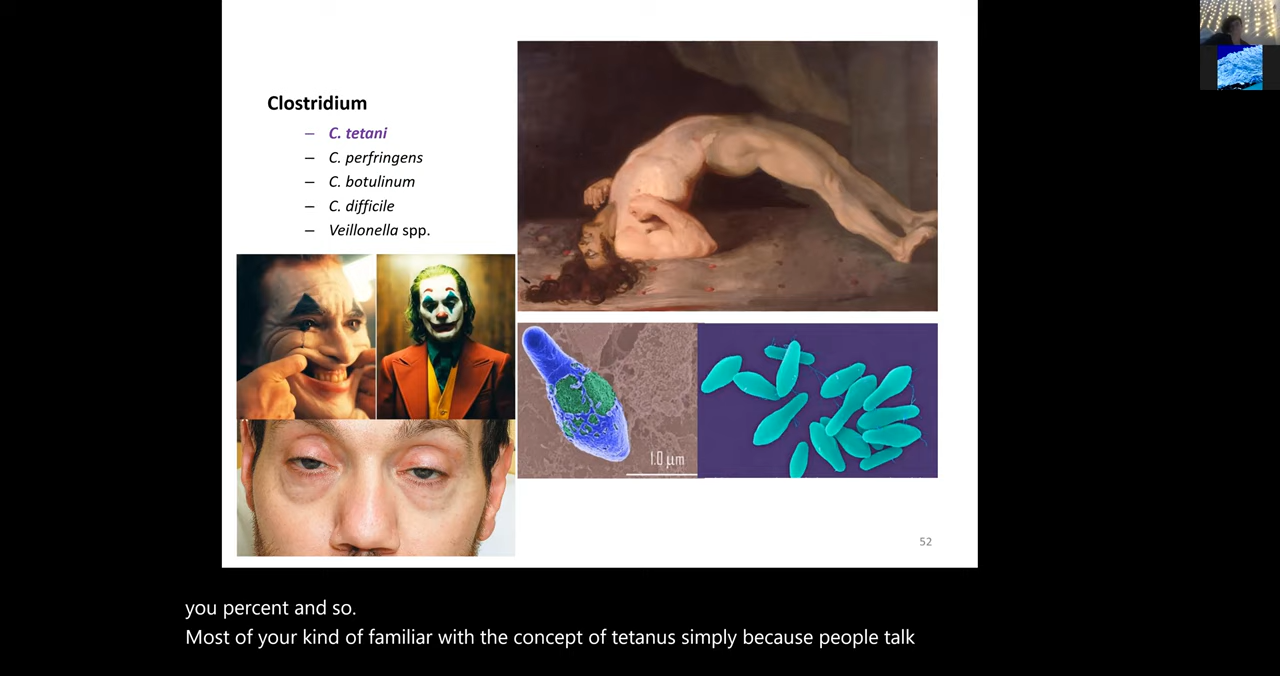 Clostridium
– C. tetani
– C. perfringens
– C. botulinum
– C. difficile
– Veillonella spp.
1.0 μm
52
you percent and so.
Most of your kind of familiar with the concept of tetanus simply because people talk